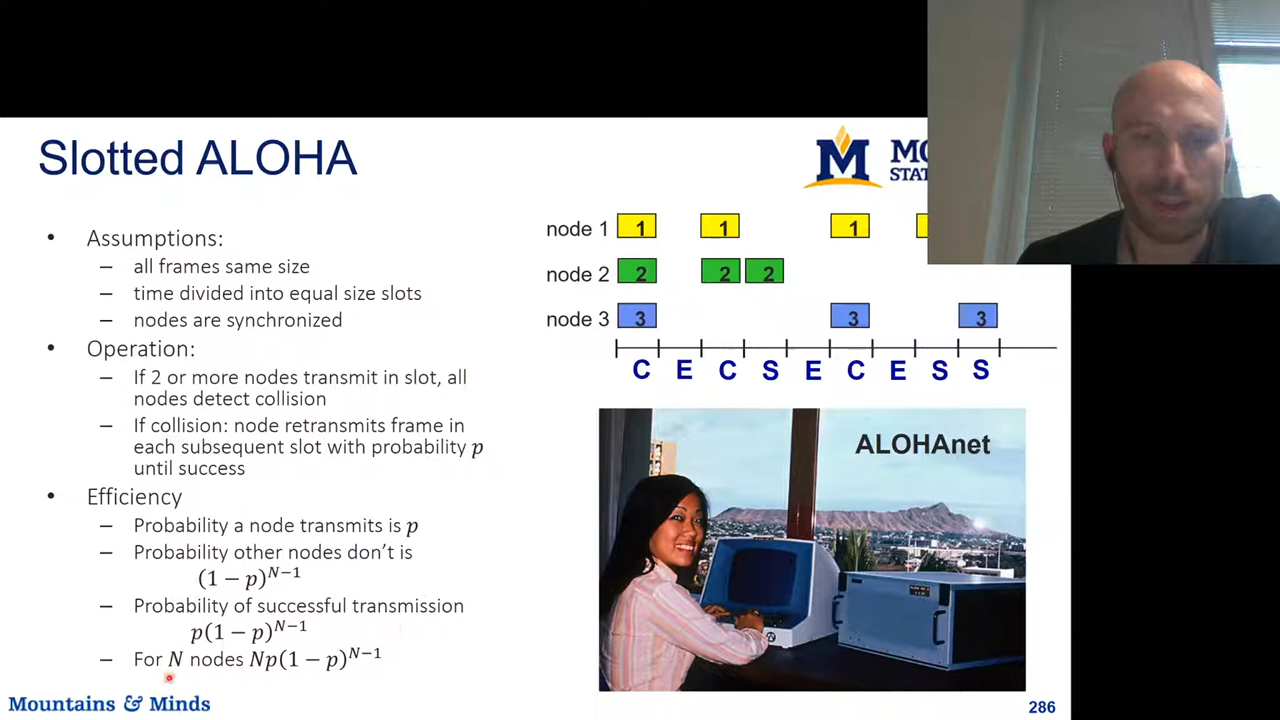 Slotted ALOHA
M MO
STAT
• Assumptions:
– all frames same size
– time divided into equal size slots
– nodes are synchronized
• Operation:
– If 2 or more nodes transmit in slot, all
nodes detect collision
– If collision: node retransmits frame in
each subsequent slot with probability p
until success
• Efficiency
– Probability a node transmits is p
– Probability other nodes don't is
(1 − p)^{N−1}
– Probability of successful transmission
p(1 − p)^{N−1}
– For N nodes Np(1 − p)^{N−1}
node 1 1 1 1
node 2 2 2 2
node 3 3 3 3
C E C S E C E S S
ALOHAnet
Mountains & Minds
286